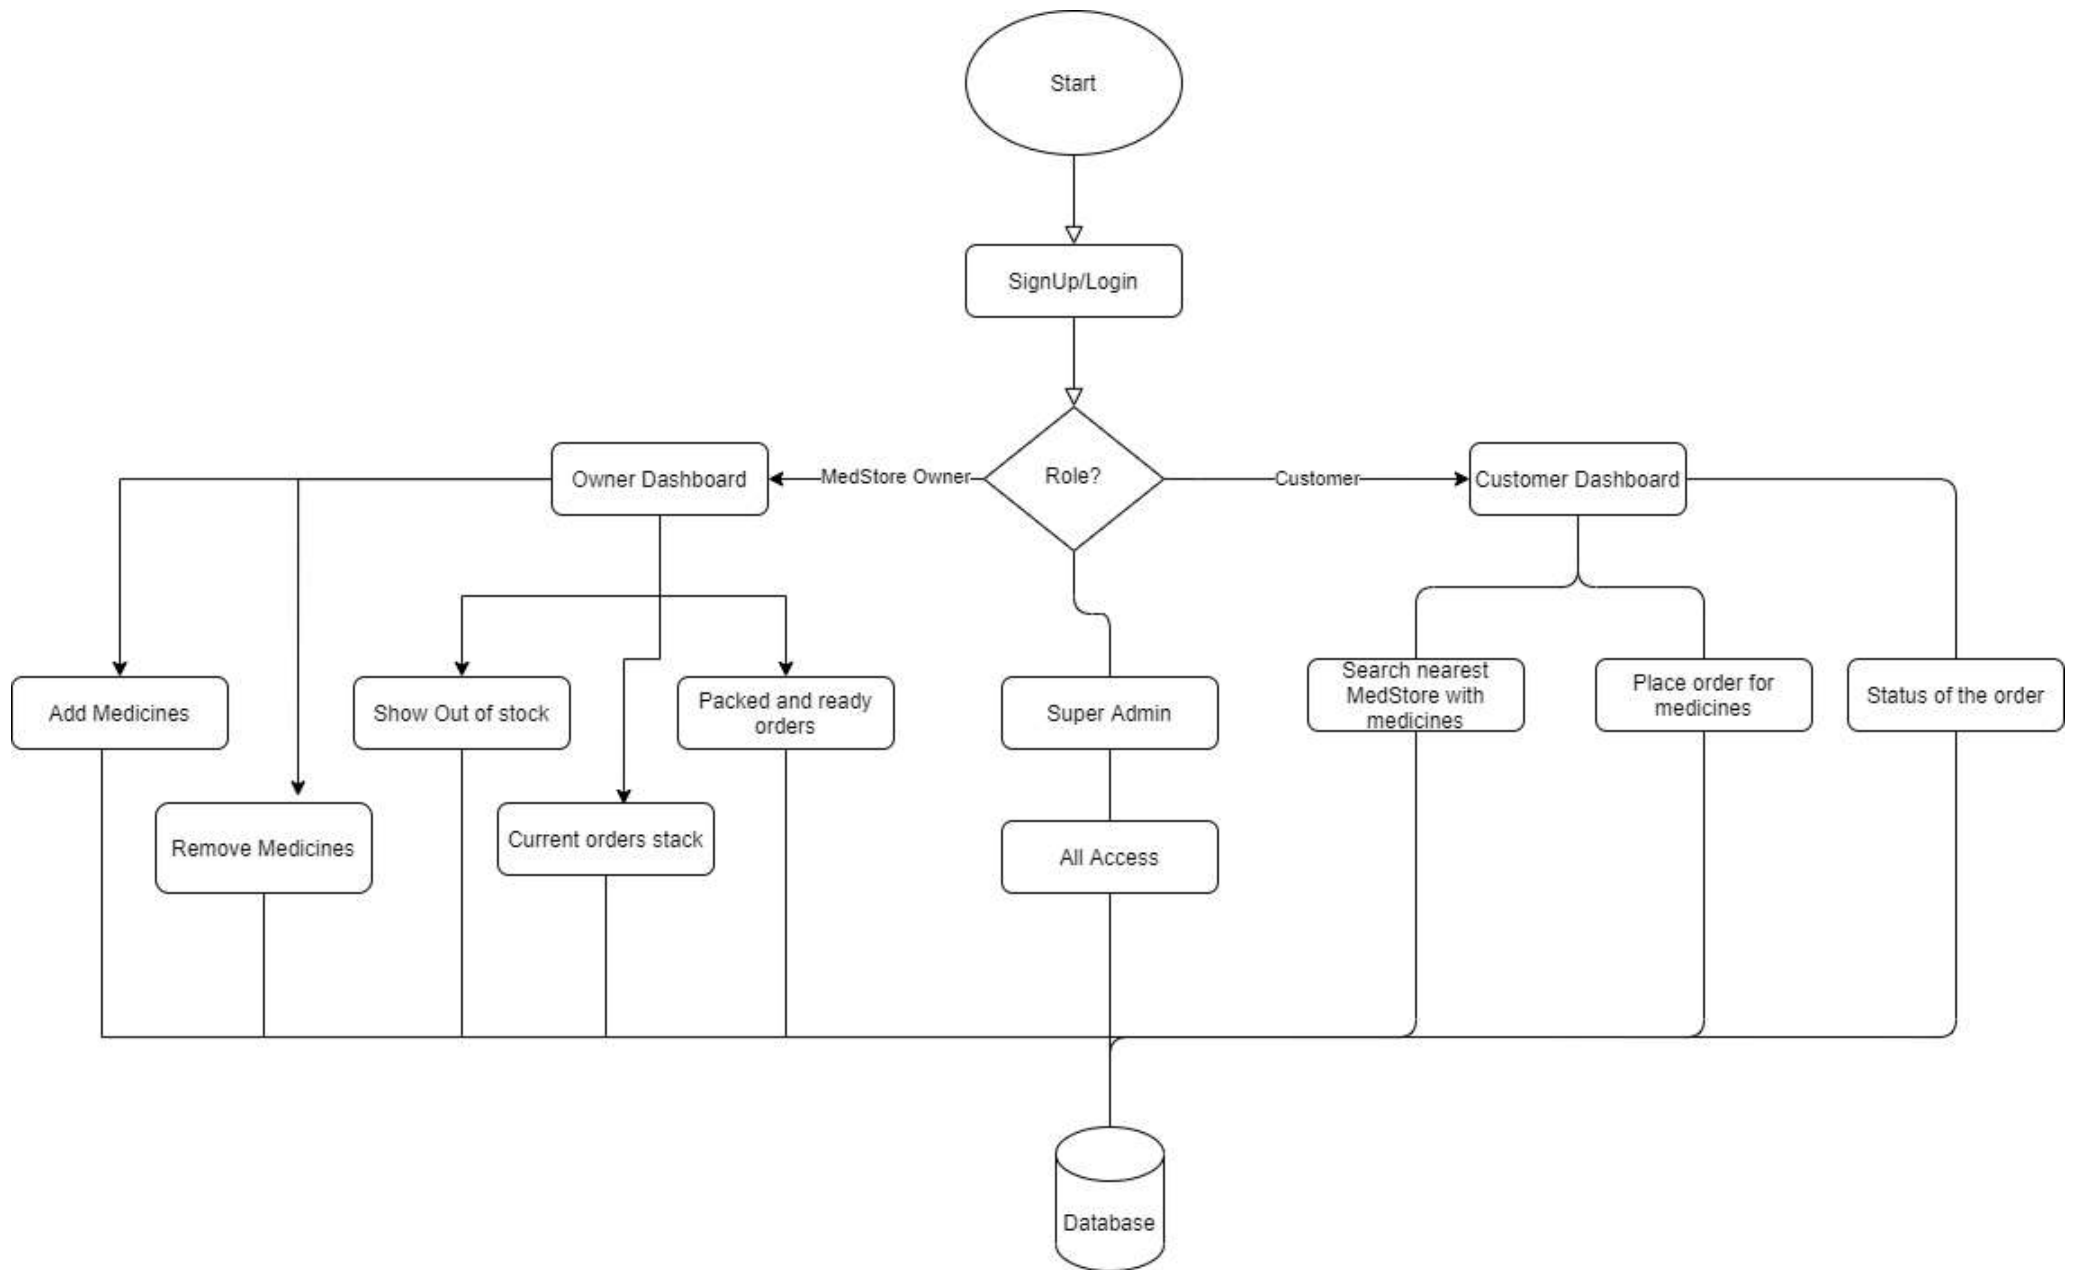 Start
SignUp/Login
Owner Dashboard
MedStore Owner
Role?
Customer
Customer Dashboard
Add Medicines
Show Out of stock
Packed and ready
orders
Super Admin
Search nearest
MedStore with
medicines
Place order for
medicines
Status of the order
Remove Medicines
Current orders stack
All Access
Database